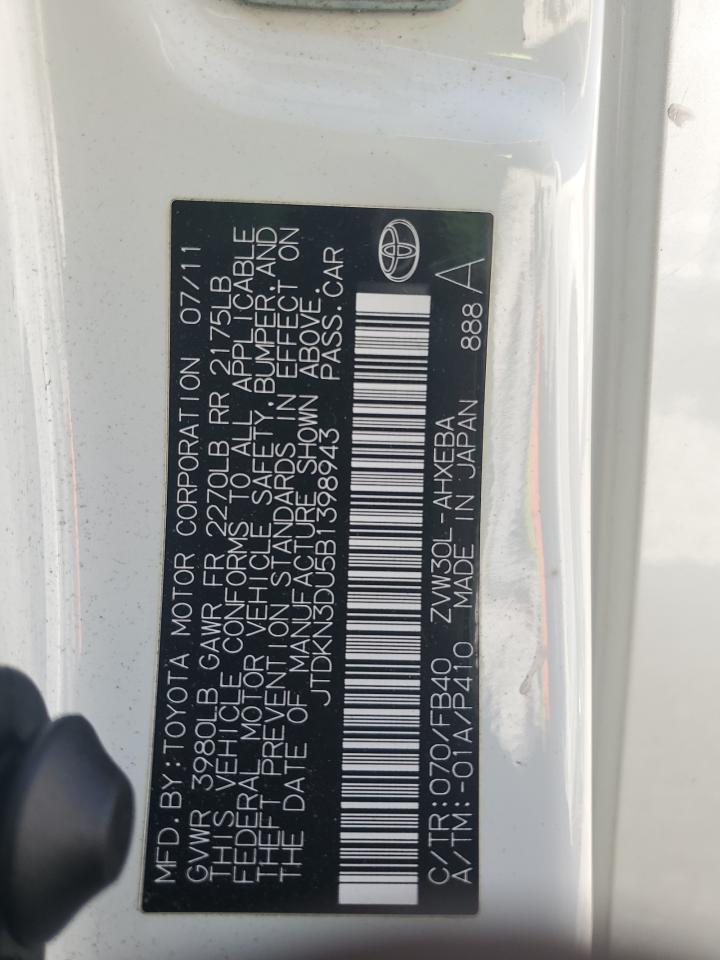 MFD.BY:TOYOTA MOTOR CORPORATION 07/11
GVWR 3980LB GAWR FR 2270LB RR 2175LB
THIS VEHICLE CONFORMS TO ALL APPLICABLE
FEDERAL MOTOR VEHICLE SAFETY,BUMPER,AND
THEFT PREVENTION STANDARDS IN EFFECT ON
THE DATE OF MANUFACTURE SHOWN ABOVE.
JTDKN3DU5B1398943 PASS.CAR
C/TR:070/FB40 ZVW30L-AHXEBA 888 A
A/TM:-01A/P410 MADE IN JAPAN